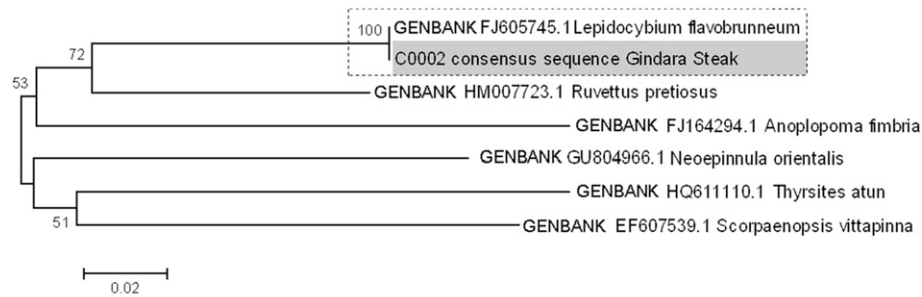 100 GENBANK FJ605745.1 Lepidocybium flavobrunneum
C0002 consensus sequence Gindara Steak
72
53
GENBANK HM007723.1 Ruvettus pretiosus
GENBANK FJ164294.1 Anoplopoma fimbria
GENBANK GU804966.1 Neoepinnula orientalis
GENBANK HQ611110.1 Thyrsites atun
51
GENBANK EF607539.1 Scorpaenopsis vittapinna
0.02